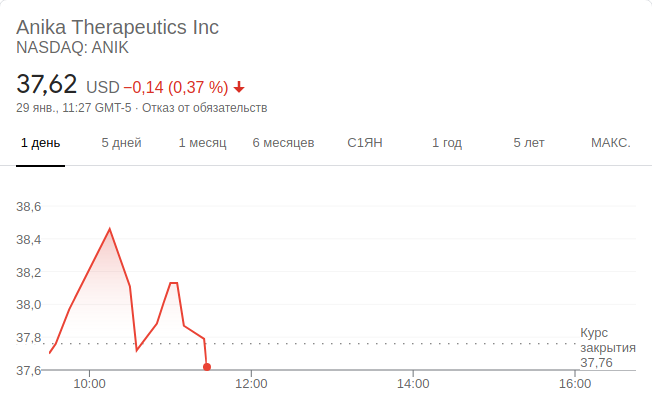 Anika Therapeutics Inc
NASDAQ: ANIK
37,62 USD −0,14 (0,37 %)
29 янв., 11:27 GMT-5 · Отказ от обязательств
1 день 5 дней 1 месяц 6 месяцев С1ЯН 1 год 5 лет МАКС.
38,6
38,4
38,2
38,0
37,8
37,6
Курс
закрытия
37,76
10:00 12:00 14:00 16:00